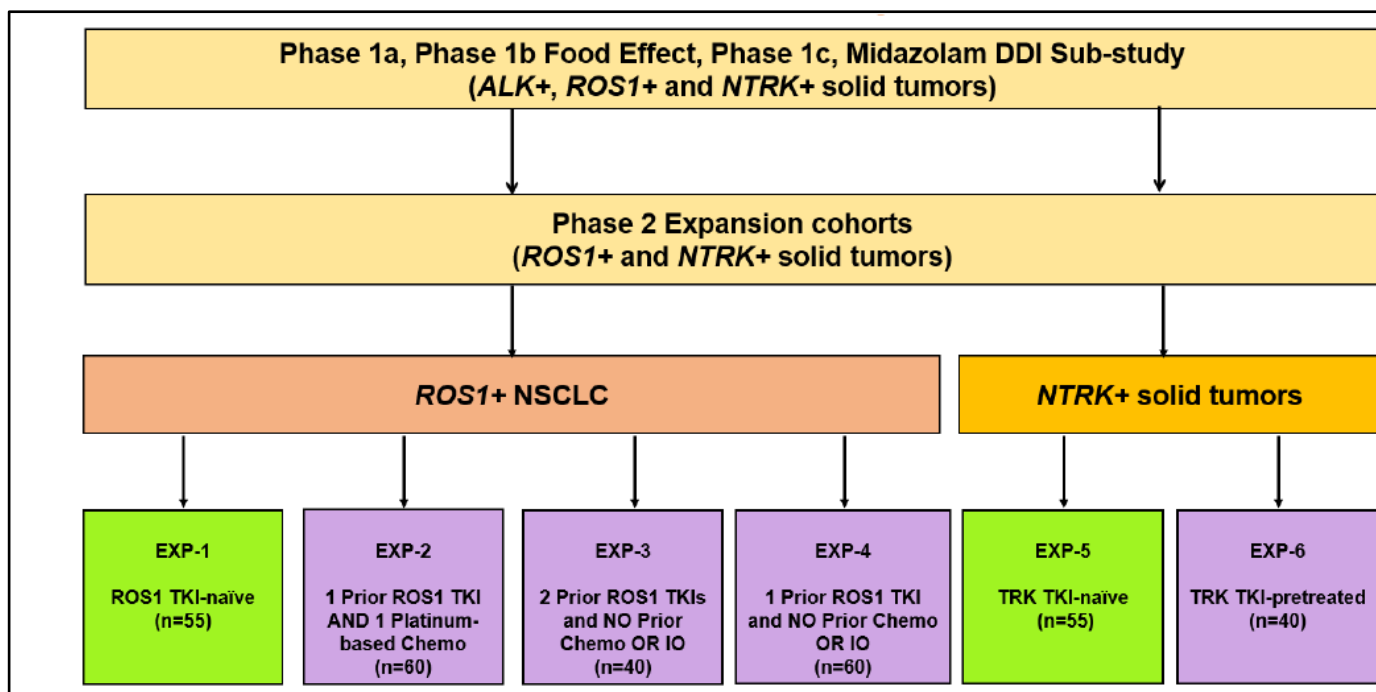 Phase 1a, Phase 1b Food Effect, Phase 1c, Midazolam DDI Sub-study
(ALK+, ROS1+ and NTRK+ solid tumors)
Phase 2 Expansion cohorts
(ROS1+ and NTRK+ solid tumors)
ROS1+ NSCLC
NTRK+ solid tumors
EXP-1
ROS1 TKI-naïve
(n=55)
EXP-2
1 Prior ROS1 TKI
AND 1 Platinum-
based Chemo
(n=60)
EXP-3
2 Prior ROS1 TKIs
and NO Prior
Chemo OR IO
(n=40)
EXP-4
1 Prior ROS1 TKI
and NO Prior Chemo
OR IO
(n=60)
EXP-5
TRK TKI-naïve
(n=55)
EXP-6
TRK TKI-pretreated
(n=40)